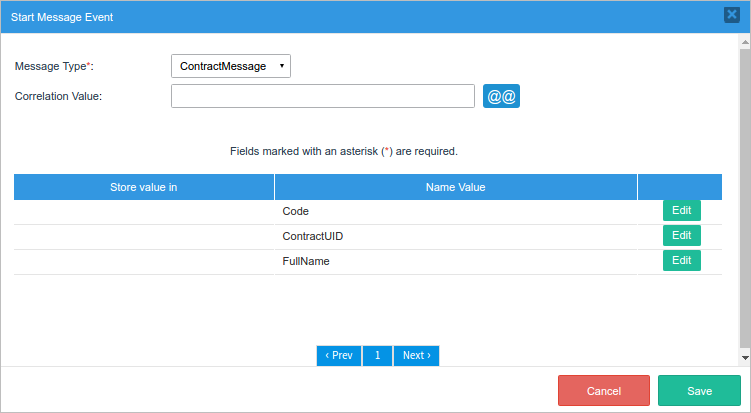 Start Message Event
Message Type*: ContractMessage
Correlation Value: @@
Fields marked with an asterisk (*) are required.
Store value in Name Value
Code Edit
ContractUID Edit
FullName Edit
‹ Prev 1 Next ›
Cancel Save